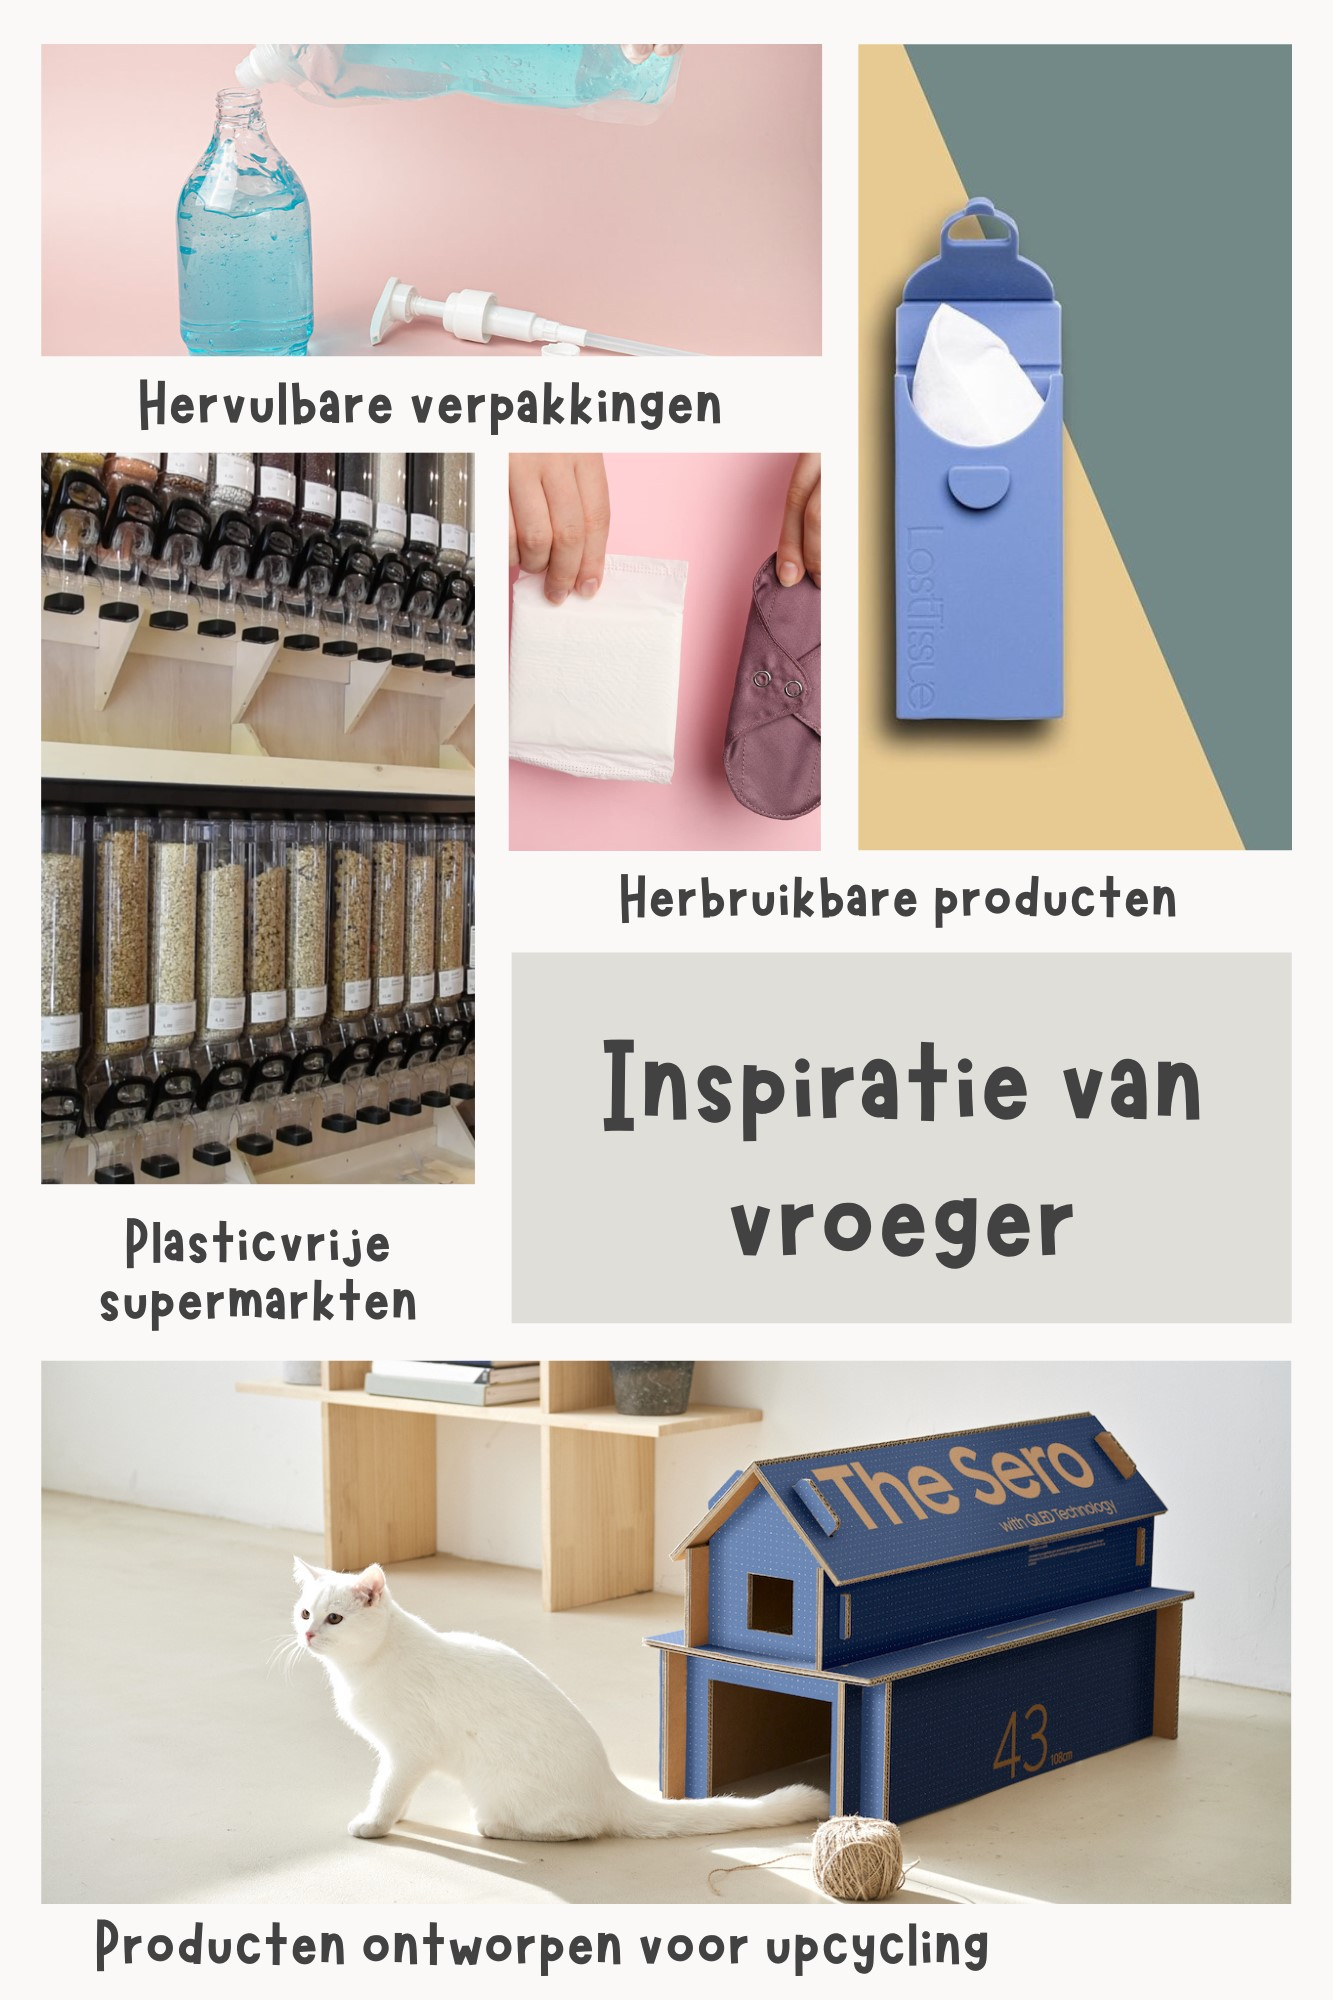 Hervulbare verpakkingen
LastTissue
Herbruikbare producten
Inspiratie van
vroeger
Plasticvrije
supermarkten
The Sero
with QLED Technology
43
108cm
Producten ontworpen voor upcycling